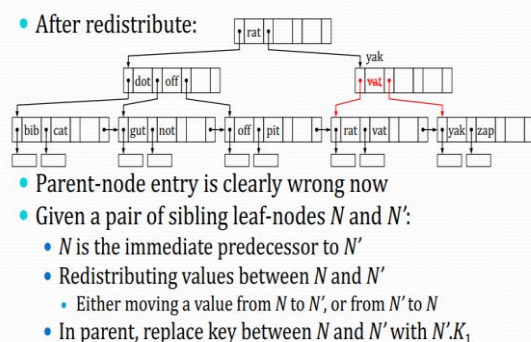 • After redistribute:
rat
yak
dot off
vat
bib cat gut not off pit rat vat yak zap
• Parent-node entry is clearly wrong now
• Given a pair of sibling leaf-nodes N and N′:
• N is the immediate predecessor to N′
• Redistributing values between N and N′
• Either moving a value from N to N′, or from N′ to N
• In parent, replace key between N and N′ with N′.K₁